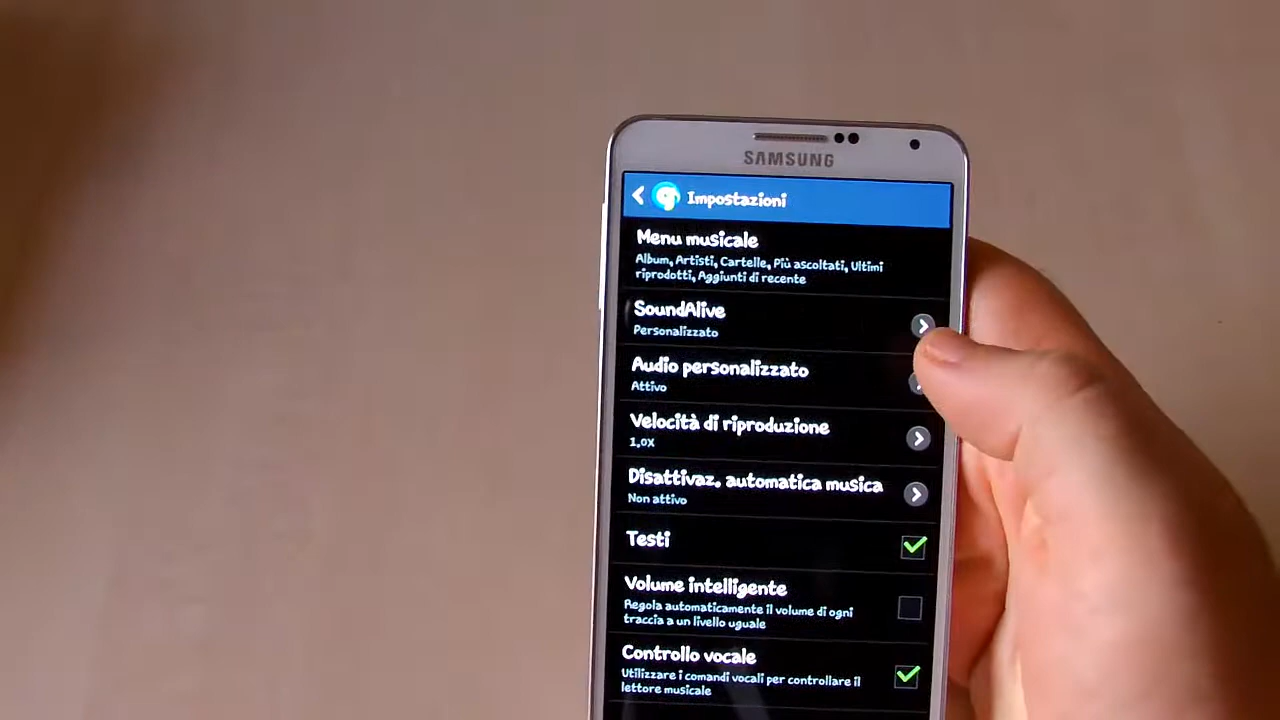 SAMSUNG
Impostazioni
Menu musicale
Album, Artisti, Cartelle, Più ascoltati, Ultimi
riprodotti, Aggiunti di recente
SoundAlive
Personalizzato
Audio personalizzato
Attivo
Velocità di riproduzione
1,0X
Disattivaz. automatica musica
Non attivo
Testi
Volume intelligente
Regola automaticamente il volume di ogni
traccia a un livello uguale
Controllo vocale
Utilizzare i comandi vocali per controllare il
lettore musicale